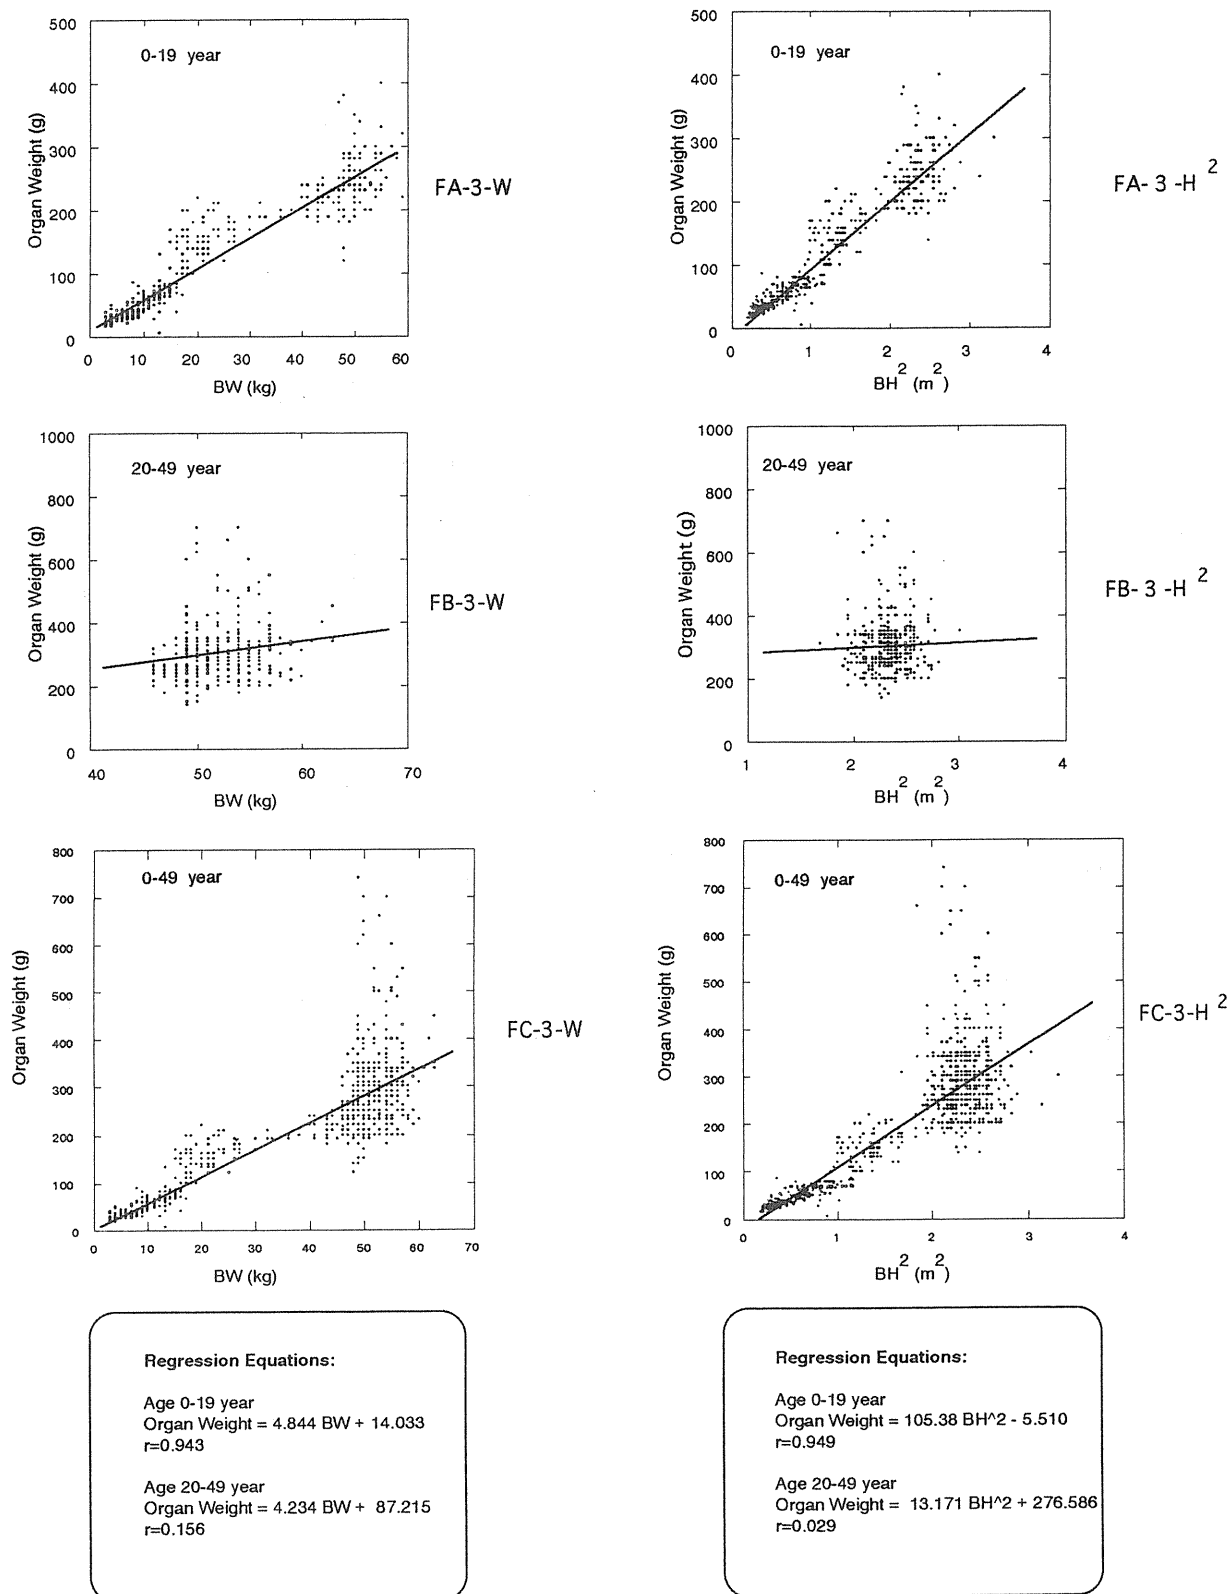 500
400
300
200
100
0
Organ Weight (g)
0-19 year
0 10 20 30 40 50 60
BW (kg)
FA-3-W
500
400
300
200
100
0
Organ Weight (g)
0-19 year
0 1 2 3 4
BH^2 (m^2)
FA- 3 -H 2
1000
800
600
400
200
0
Organ Weight (g)
20-49 year
40 50 60 70
BW (kg)
FB-3-W
1000
800
600
400
200
0
Organ Weight (g)
20-49 year
1 2 3 4
BH^2 (m^2)
FB- 3 -H 2
800
700
600
500
400
300
200
100
0
Organ Weight (g)
0-49 year
0 10 20 30 40 50 60 70
BW (kg)
FC-3-W
800
700
600
500
400
300
200
100
0
Organ Weight (g)
0-49 year
0 1 2 3 4
BH^2 (m^2)
FC-3-H 2
Regression Equations:
Age 0-19 year
Organ Weight = 4.844 BW + 14.033
r=0.943
Age 20-49 year
Organ Weight = 4.234 BW + 87.215
r=0.156
Regression Equations:
Age 0-19 year
Organ Weight = 105.38 BH^2 - 5.510
r=0.949
Age 20-49 year
Organ Weight = 13.171 BH^2 + 276.586
r=0.029